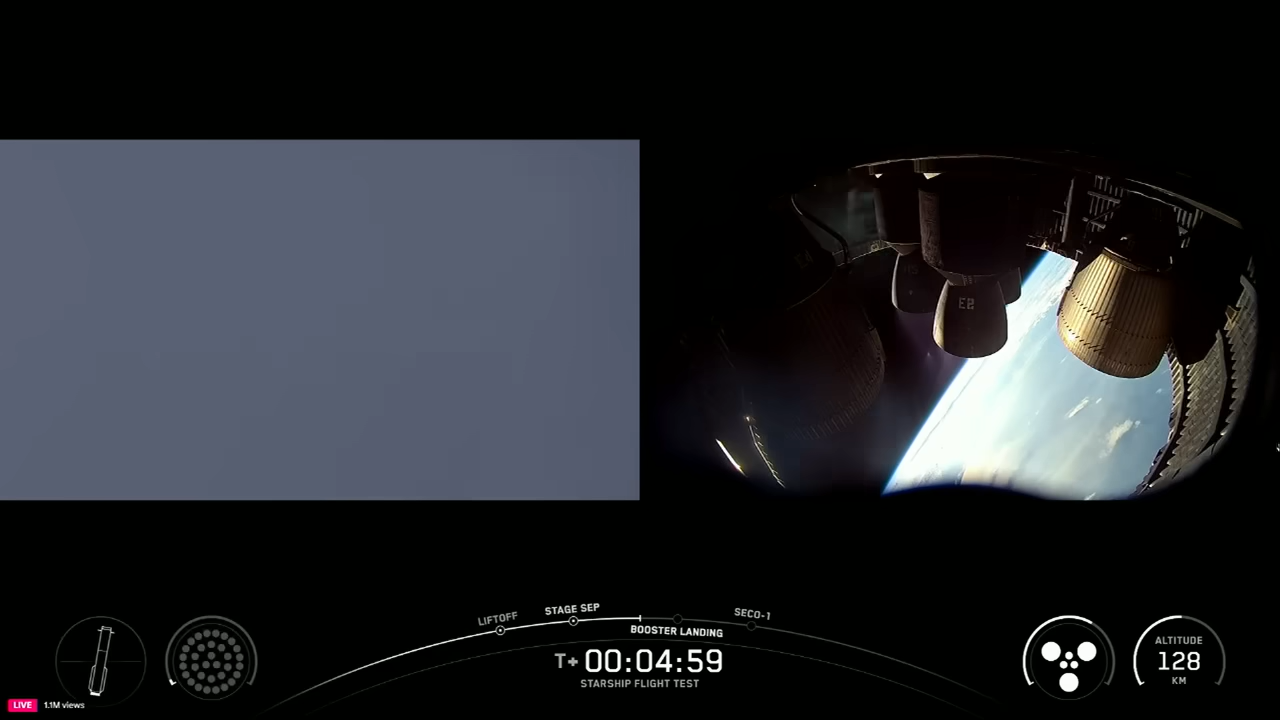 E2
LIFTOFF
STAGE SEP
BOOSTER LANDING
SECO-1
T+ 00:04:59
STARSHIP FLIGHT TEST
ALTITUDE
128
KM
LIVE 1.1M views